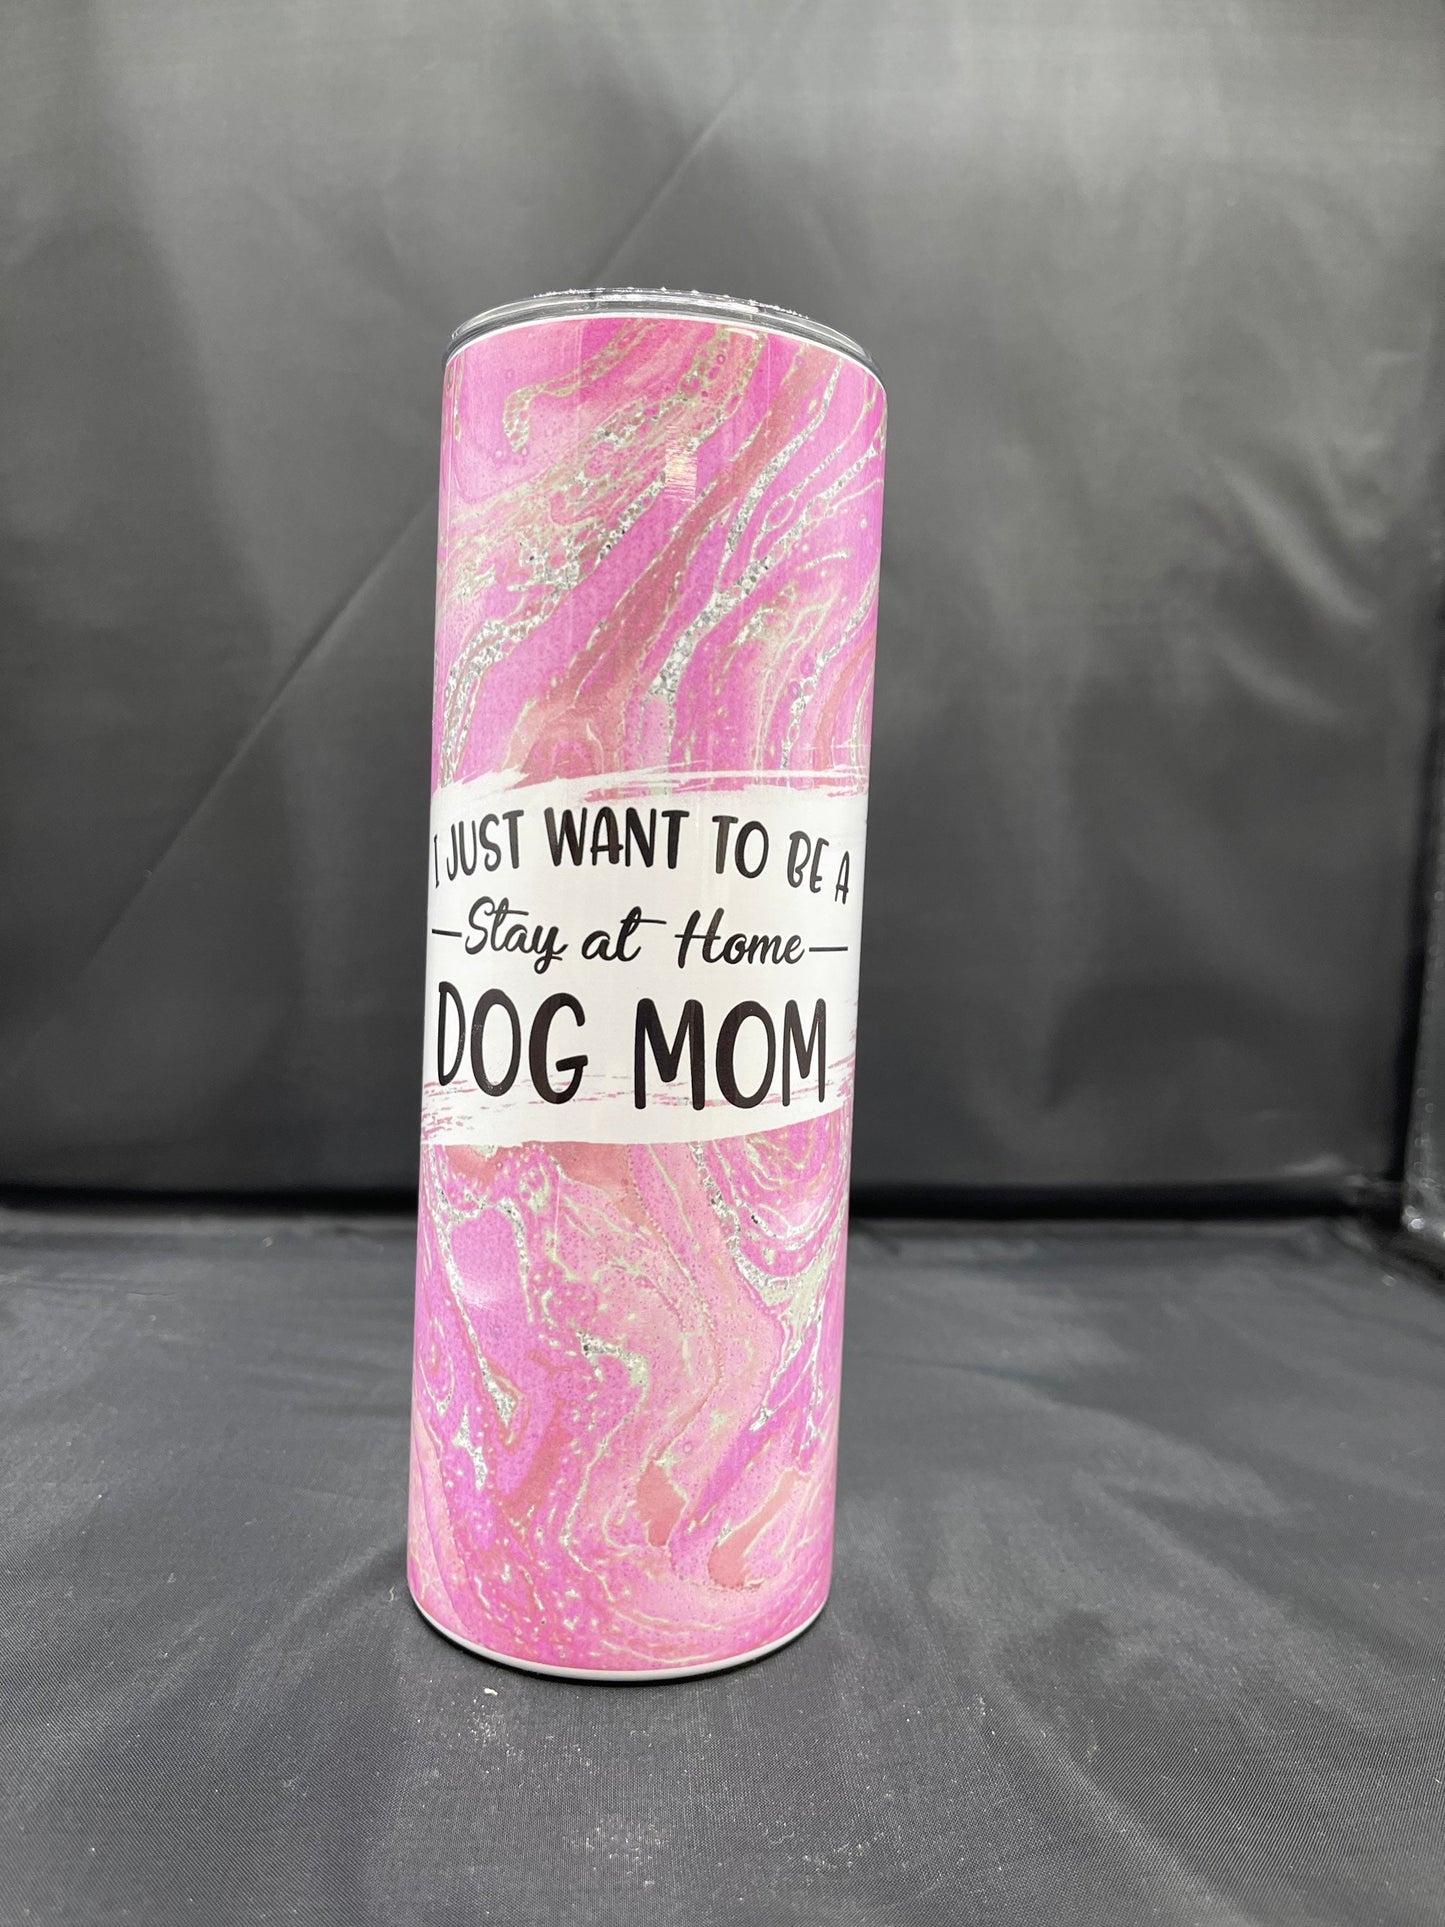 I JUST WANT TO BE A
—Stay at Home—
DOG MOM